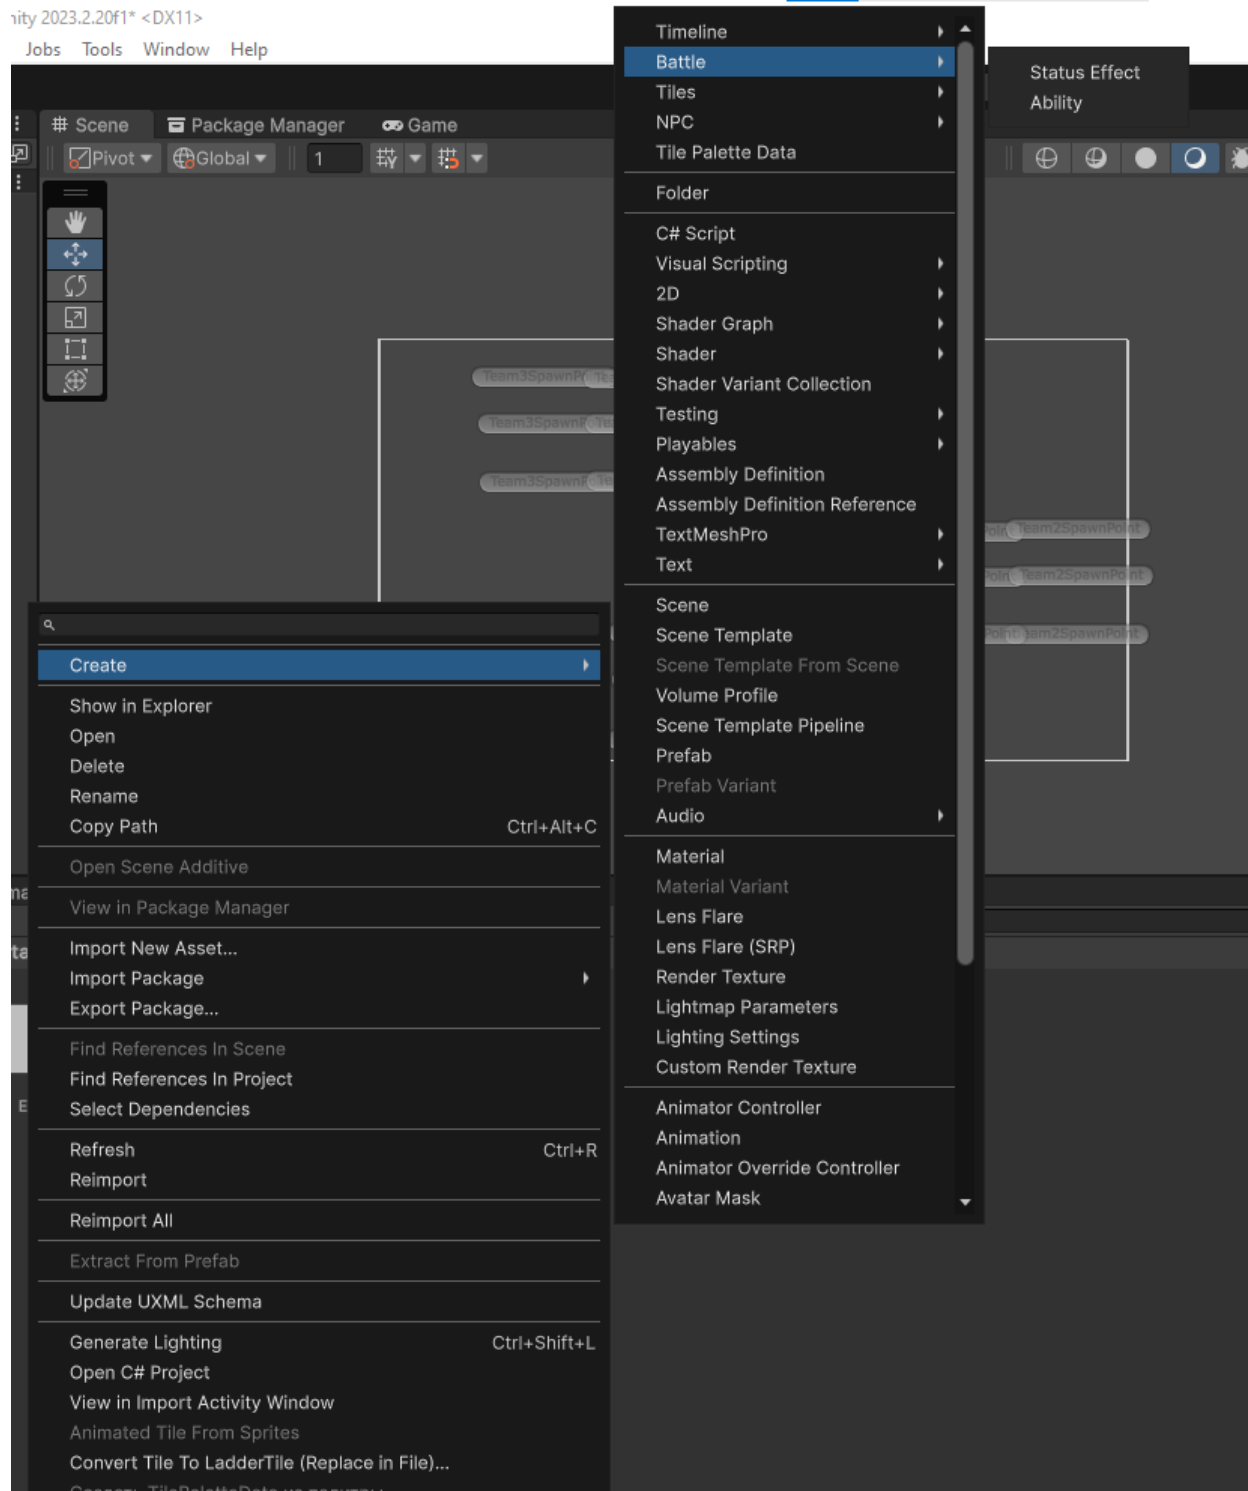 2023.2.20f1* <DX11>
Jobs Tools Window Help
Scene Package Manager Game
Pivot Global 1
Team3SpawnP
Team3SpawnP
Team3SpawnP
Team2SpawnPoint
Team2SpawnPoint
Team2SpawnPoint
Create
Show in Explorer
Open
Delete
Rename
Copy Path Ctrl+Alt+C
Open Scene Additive
View in Package Manager
Import New Asset...
Import Package
Export Package...
Find References In Scene
Find References In Project
Select Dependencies
Refresh Ctrl+R
Reimport
Reimport All
Extract From Prefab
Update UXML Schema
Generate Lighting Ctrl+Shift+L
Open C# Project
View in Import Activity Window
Animated Tile From Sprites
Convert Tile To LadderTile (Replace in File)...
Timeline
Battle
Tiles
NPC
Tile Palette Data
Folder
C# Script
Visual Scripting
2D
Shader Graph
Shader
Shader Variant Collection
Testing
Playables
Assembly Definition
Assembly Definition Reference
TextMeshPro
Text
Scene
Scene Template
Scene Template From Scene
Volume Profile
Scene Template Pipeline
Prefab
Prefab Variant
Audio
Material
Material Variant
Lens Flare
Lens Flare (SRP)
Render Texture
Lightmap Parameters
Lighting Settings
Custom Render Texture
Animator Controller
Animation
Animator Override Controller
Avatar Mask
Status Effect
Ability